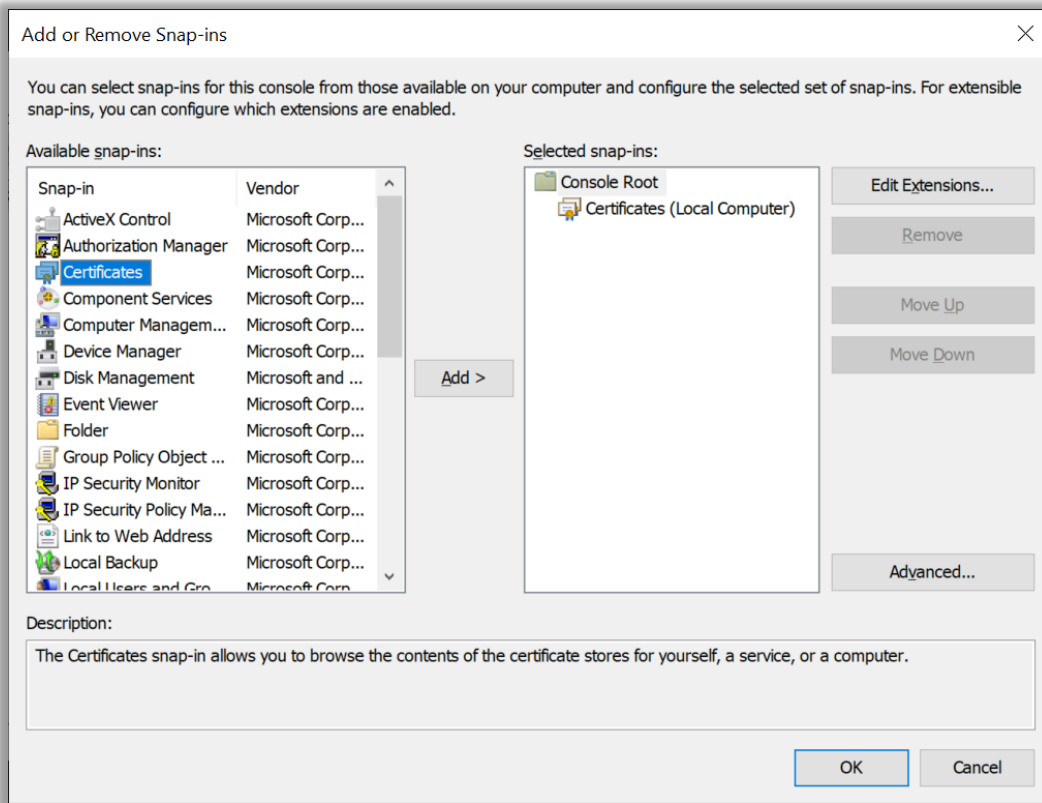 Add or Remove Snap-ins
You can select snap-ins for this console from those available on your computer and configure the selected set of snap-ins. For extensible
snap-ins, you can configure which extensions are enabled.
Available snap-ins:
Snap-in Vendor
ActiveX Control Microsoft Corp...
Authorization Manager Microsoft Corp...
Certificates Microsoft Corp...
Component Services Microsoft Corp...
Computer Managem... Microsoft Corp...
Device Manager Microsoft Corp...
Disk Management Microsoft and ...
Event Viewer Microsoft Corp...
Folder Microsoft Corp...
Group Policy Object ... Microsoft Corp...
IP Security Monitor Microsoft Corp...
IP Security Policy Ma... Microsoft Corp...
Link to Web Address Microsoft Corp...
Local Backup Microsoft Corp...
Local Users and Gro... Microsoft Corp...
Add >
Selected snap-ins:
Console Root
Certificates (Local Computer)
Edit Extensions...
Remove
Move Up
Move Down
Advanced...
Description:
The Certificates snap-in allows you to browse the contents of the certificate stores for yourself, a service, or a computer.
OK
Cancel